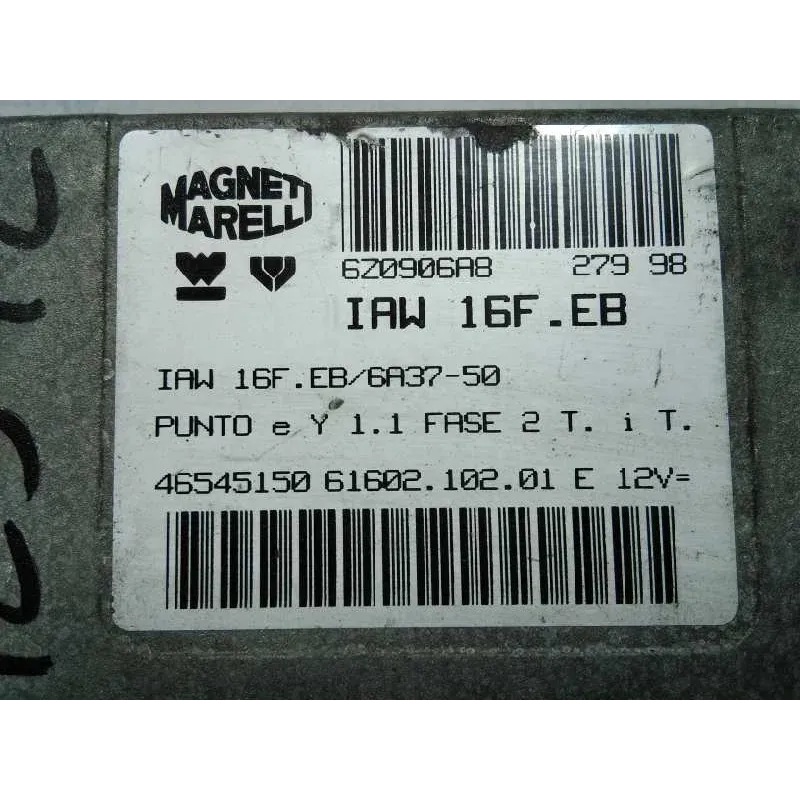 MAGNETI
MARELLI
6Z0906A8 279 98
IAW 16F.EB
IAW 16F.EB/6A37-50
PUNTO e Y 1.1 FASE 2 T. i T.
46545150 61602.102.01 E 12V=